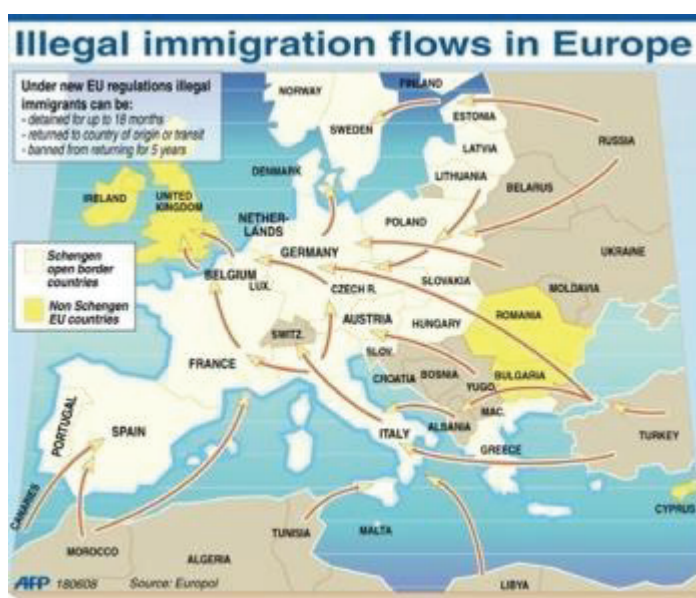 Illegal immigration flows in Europe
Under new EU regulations illegal
immigrants can be:
- detained for up to 18 months
- returned to country of origin or transit
- banned from returning for 5 years
NORWAY
FINLAND
SWEDEN
ESTONIA
RUSSIA
LATVIA
DENMARK
LITHUANIA
BELARUS
IRELAND
UNITED
KINGDOM
NETHER-
LANDS
POLAND
GERMANY
UKRAINE
Schengen
open border
countries
Non Schengen
EU countries
BELGIUM
LUX.
CZECH R.
SLOVAKIA
MOLDAVIA
AUSTRIA
HUNGARY
ROMANIA
SWITZ.
SLOV.
FRANCE
CROATIA
BOSNIA
YUGO.
BULGARIA
MAC.
PORTUGAL
SPAIN
ITALY
ALBANIA
GREECE
TURKEY
CANARIES
CYPRUS
TUNISIA
MALTA
MOROCCO
ALGERIA
LIBYA
AFP 180608 Source: Europol